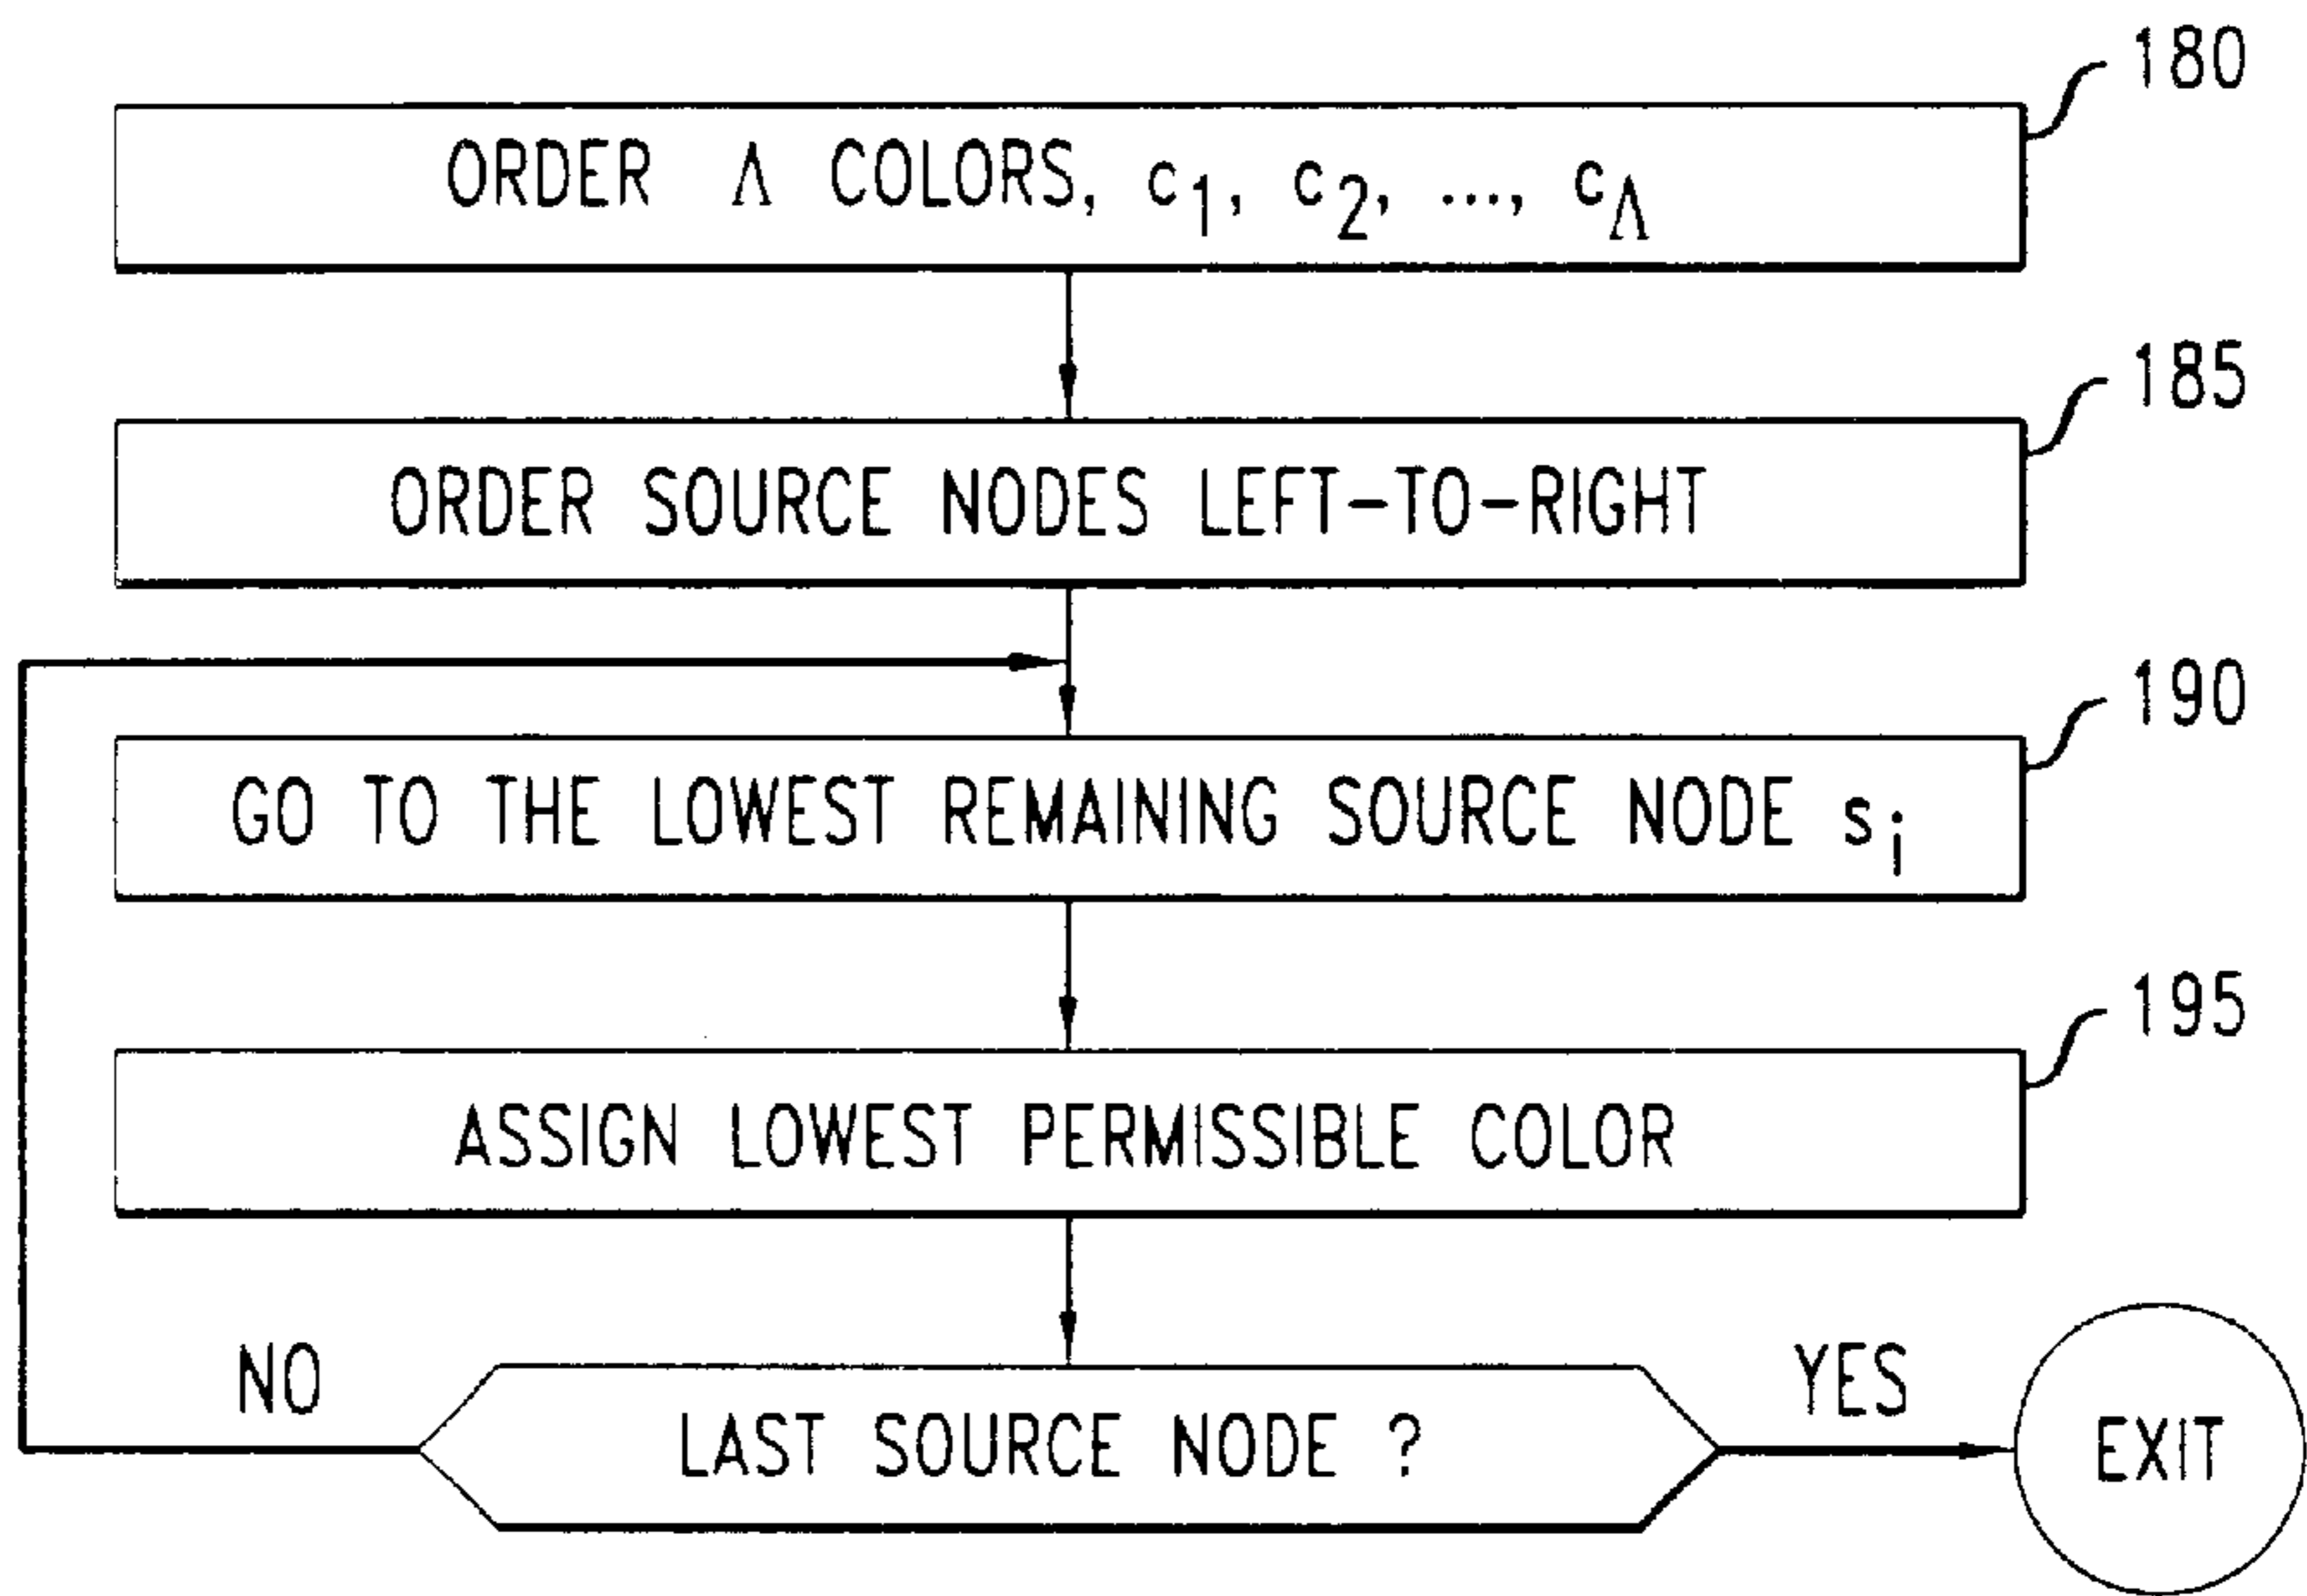 180
ORDER Λ COLORS, c1, c2, ..., cΛ
185
ORDER SOURCE NODES LEFT-TO-RIGHT
190
GO TO THE LOWEST REMAINING SOURCE NODE si
195
ASSIGN LOWEST PERMISSIBLE COLOR
NO
LAST SOURCE NODE ?
YES
EXIT